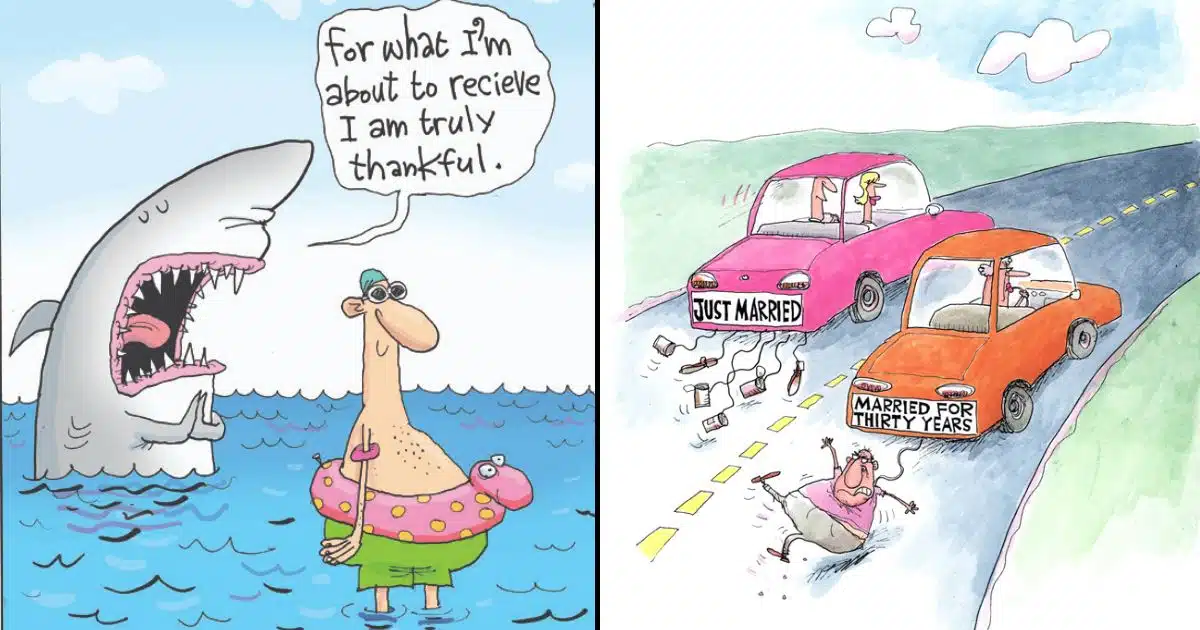 for what I'm
about to recieve
I am truly
thankful.
JUST MARRIED
MARRIED FOR
THIRTY YEARS